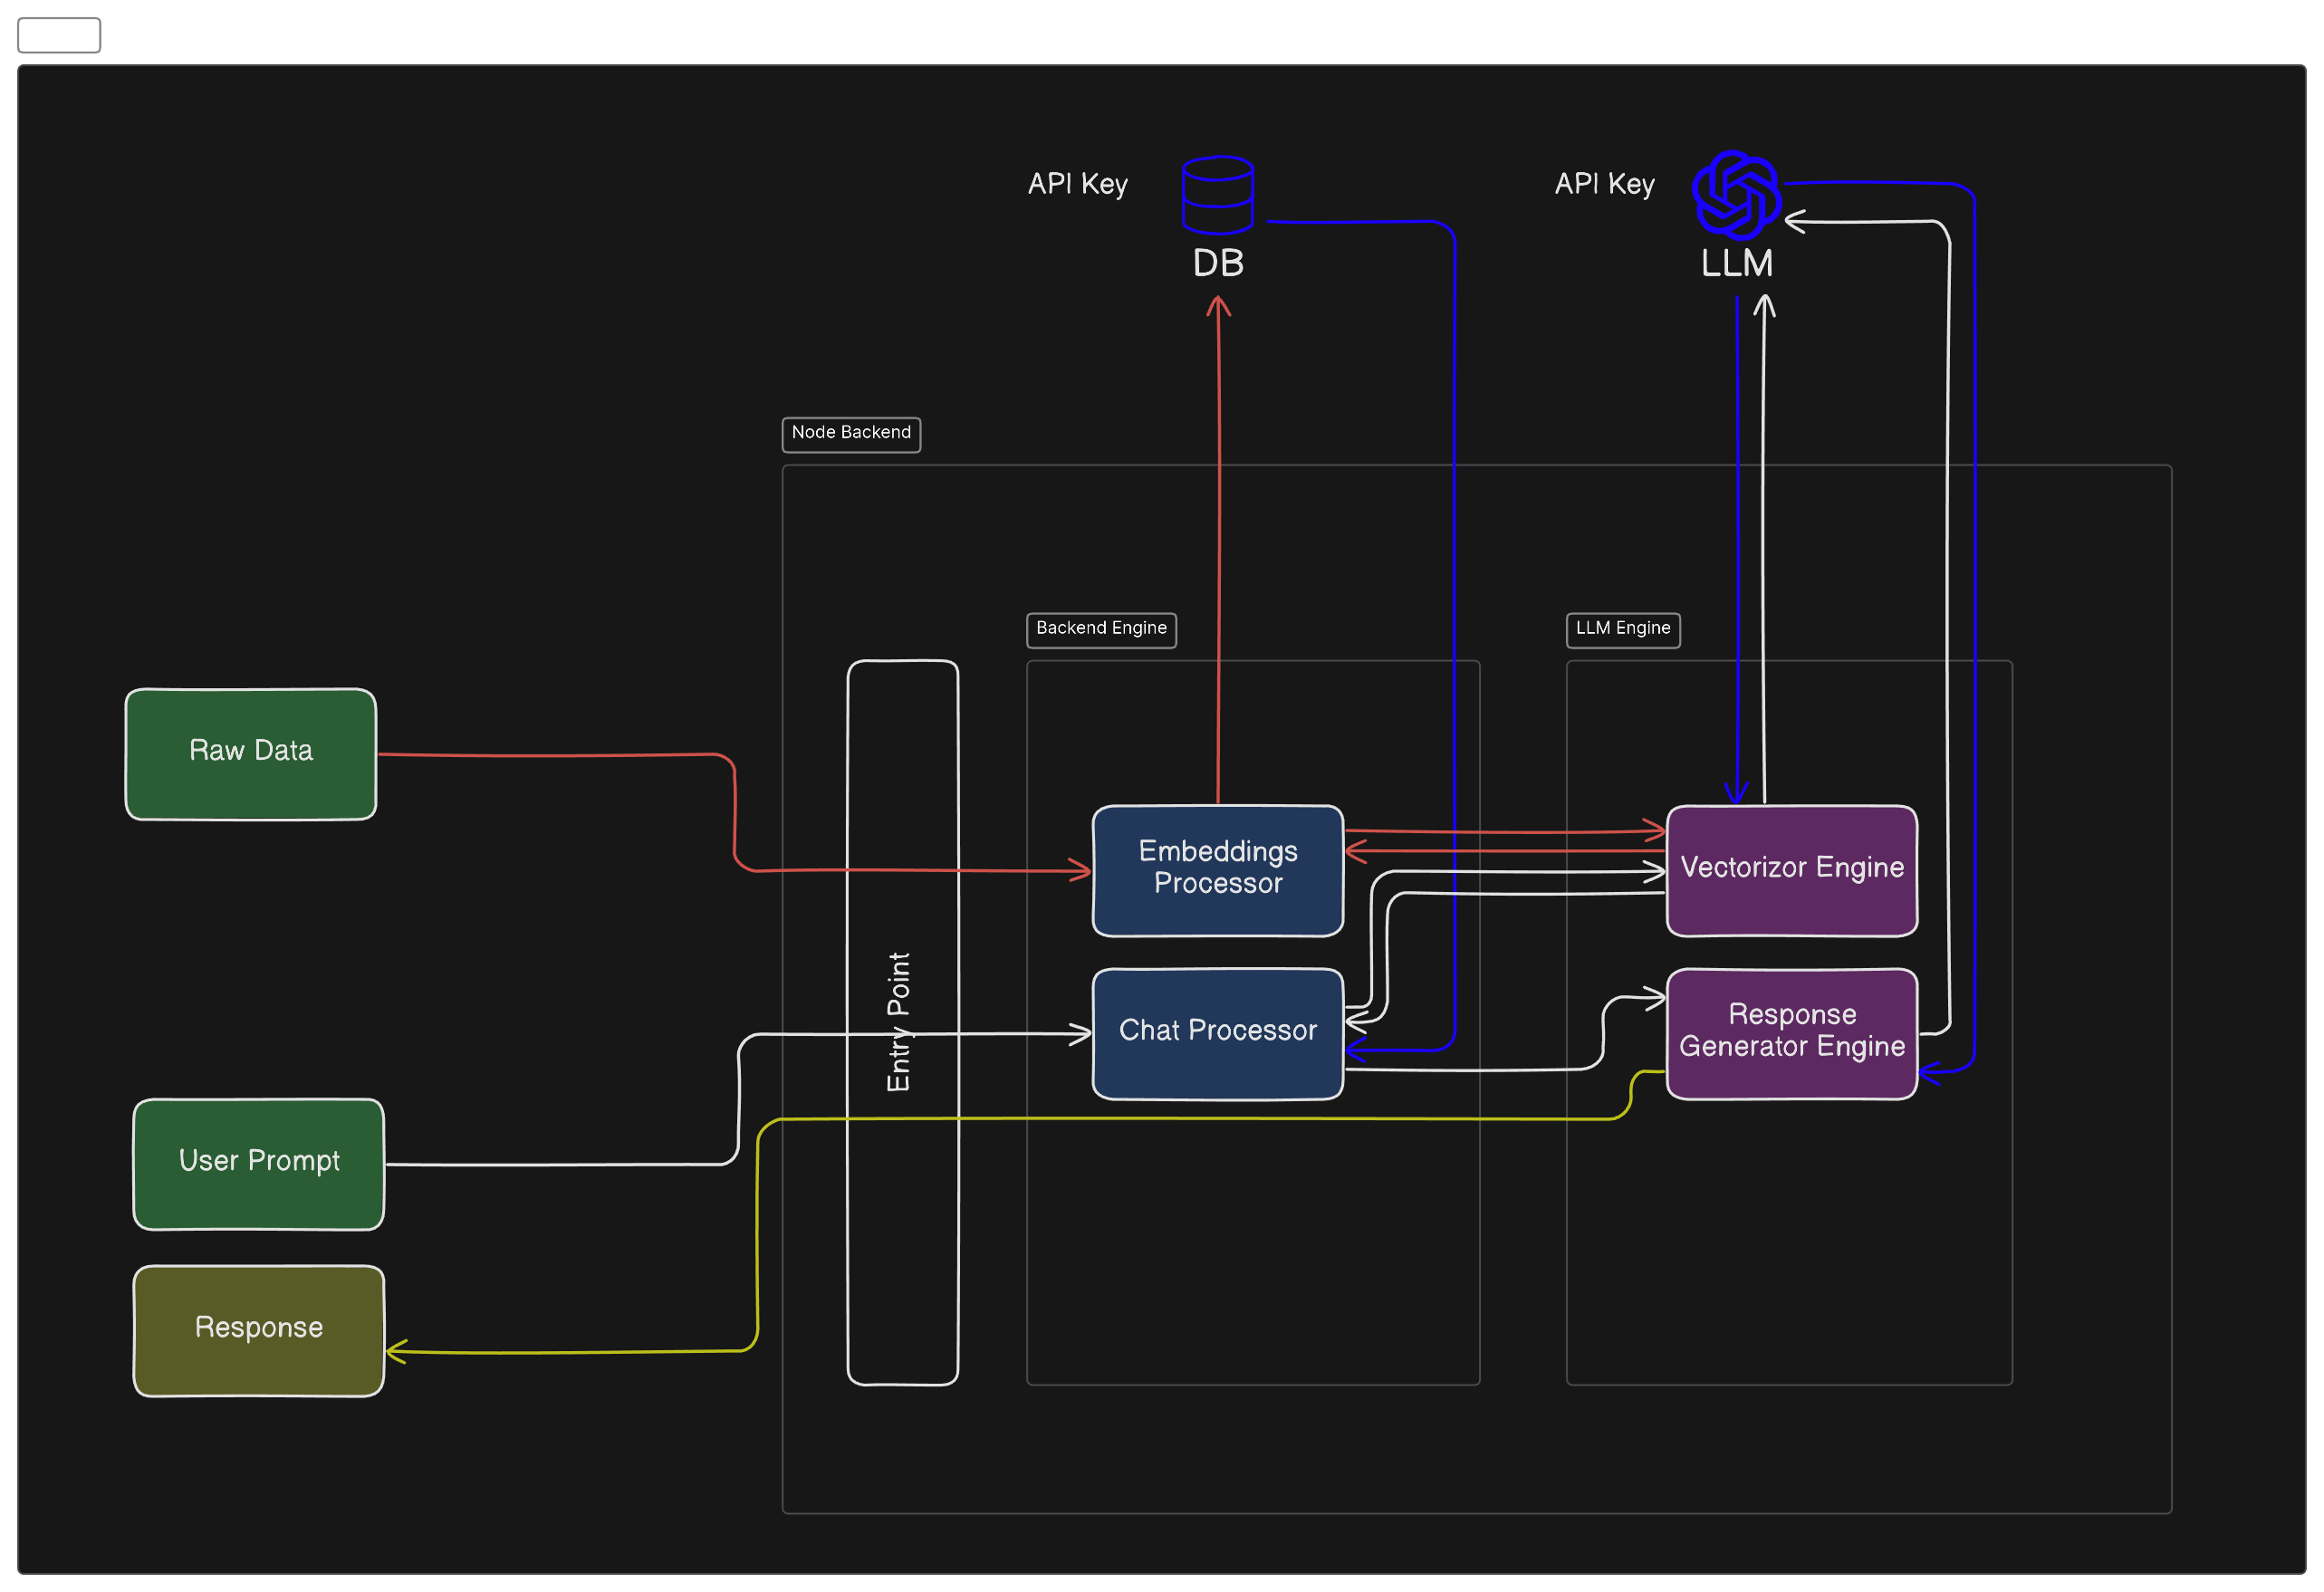 API Key
DB
API Key
LLM
Node Backend
Backend Engine
LLM Engine
Raw Data
Entry Point
Embeddings
Processor
Vectorizor Engine
Chat Processor
Response
Generator Engine
User Prompt
Response